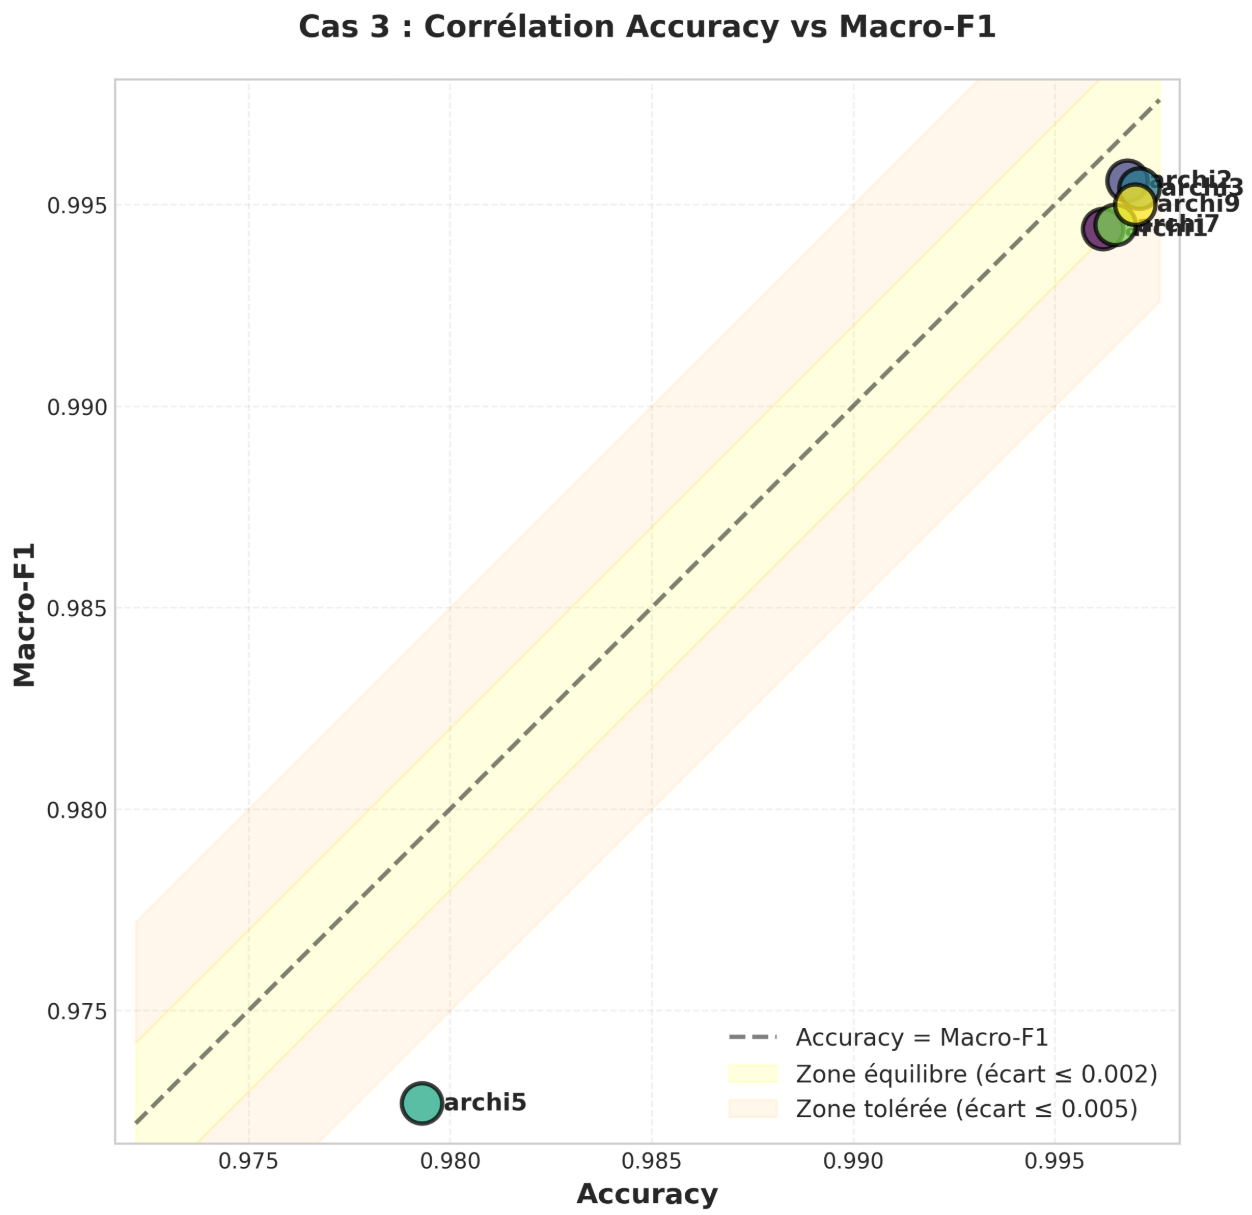 Cas 3 : Corrélation Accuracy vs Macro-F1
Macro-F1
0.995
0.990
0.985
0.980
0.975
archi2
archi3
archi9
archi7
archi1
archi5
Accuracy = Macro-F1
Zone équilibre (écart ≤ 0.002)
Zone tolérée (écart ≤ 0.005)
0.975 0.980 0.985 0.990 0.995
Accuracy